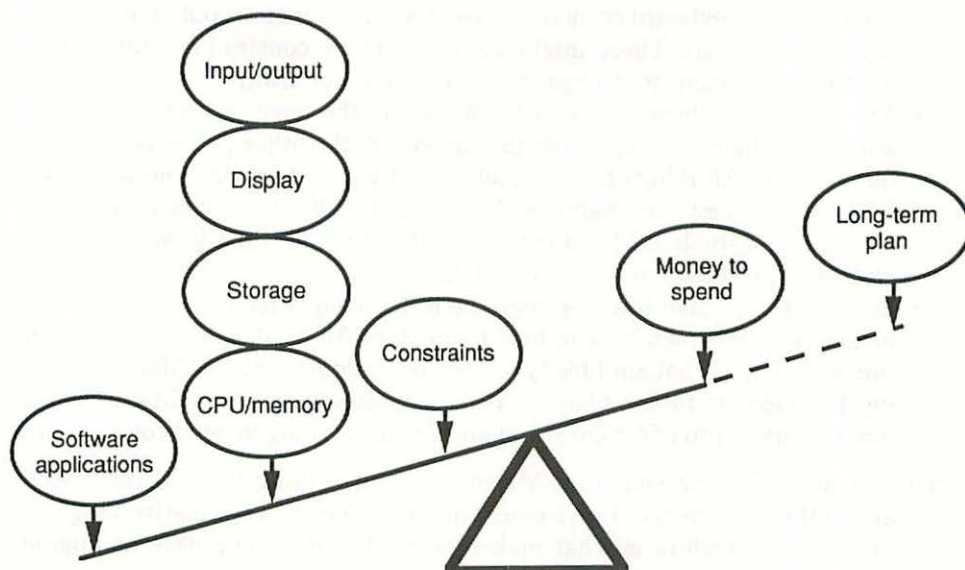 Input/output
Display
Storage
CPU/memory
Software
applications
Constraints
Money to
spend
Long-term
plan